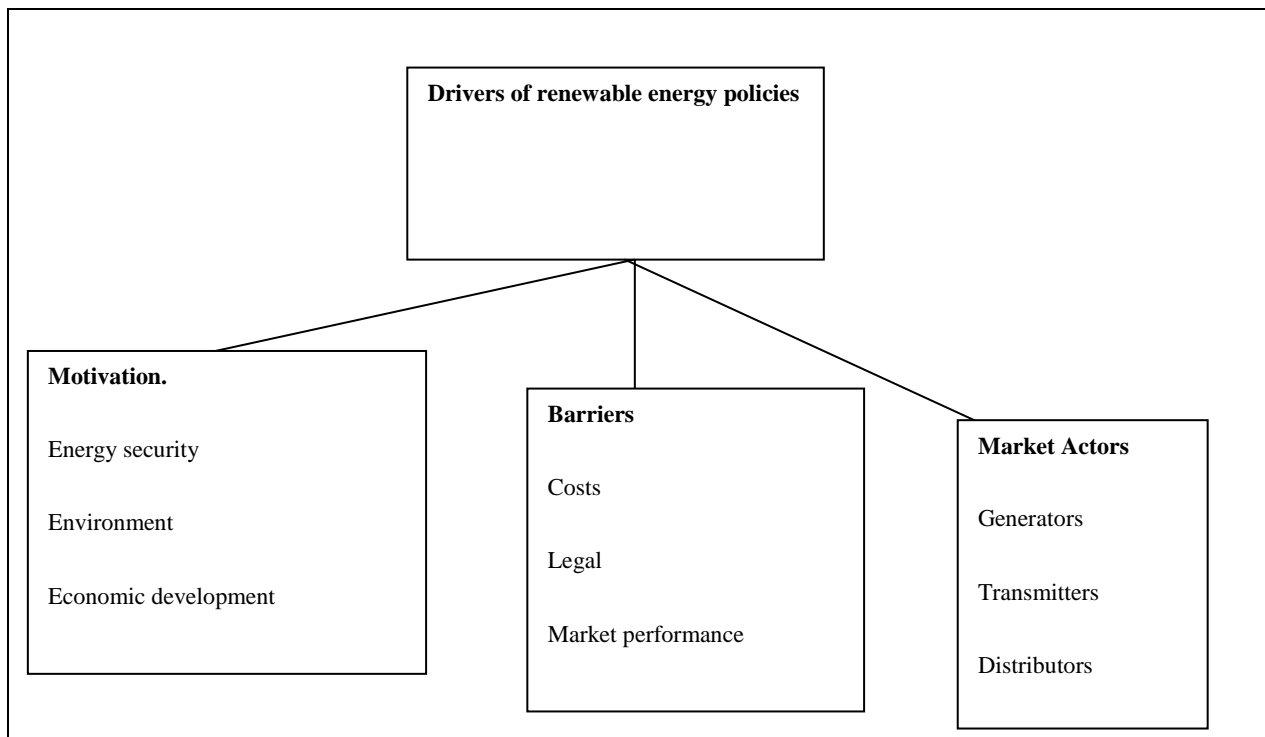 Drivers of renewable energy policies
Motivation.
Energy security
Environment
Economic development
Barriers
Costs
Legal
Market performance
Market Actors
Generators
Transmitters
Distributors